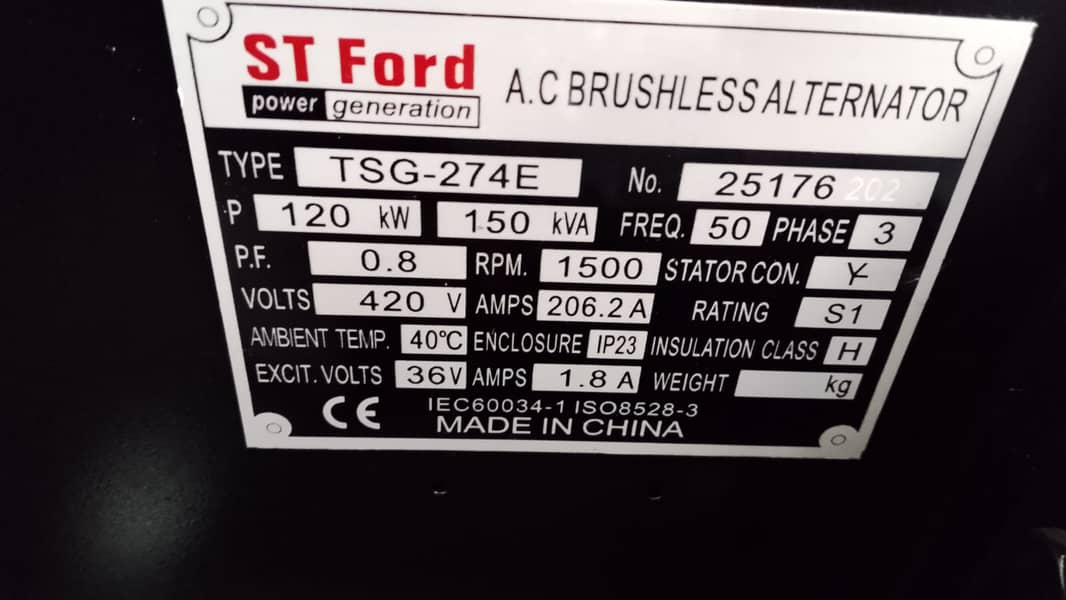 ST Ford
power generation
A.C BRUSHLESS ALTERNATOR
TYPE TSG-274E No. 25176 202
P 120 kW 150 kVA FREQ. 50 PHASE 3
P.F. 0.8 RPM. 1500 STATOR CON. Y
VOLTS 420 V AMPS 206.2 A RATING S1
AMBIENT TEMP. 40℃ ENCLOSURE IP23 INSULATION CLASS H
EXCIT. VOLTS 36V AMPS 1.8 A WEIGHT kg
CE IEC60034-1 ISO8528-3
MADE IN CHINA